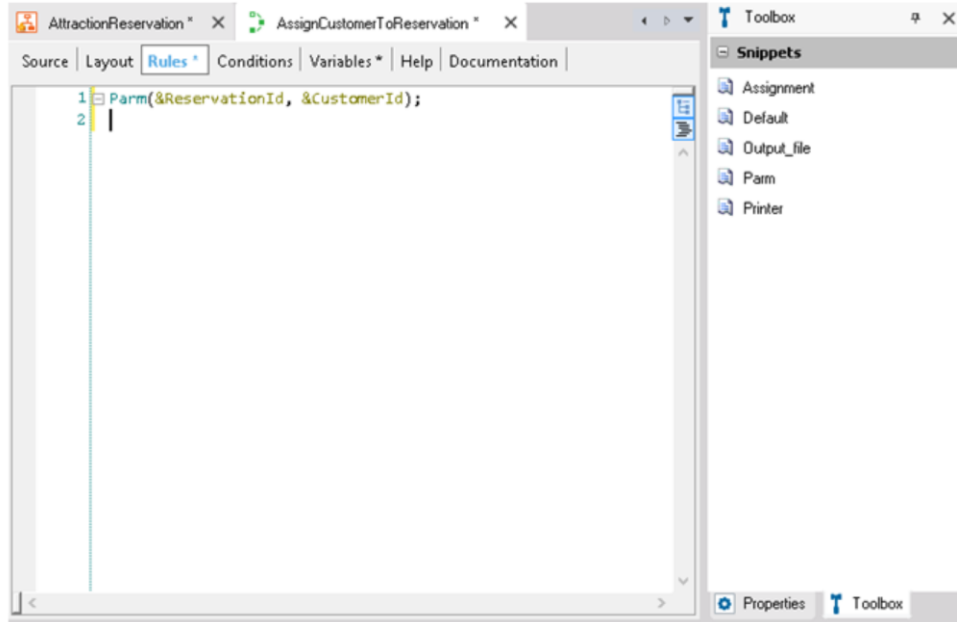 AttractionReservation * AssignCustomerToReservation * Toolbox
Source Layout Rules * Conditions Variables * Help Documentation
Snippets
1 Parm(&ReservationId, &CustomerId);
2
Assignment
Default
Output_file
Parm
Printer
Properties Toolbox